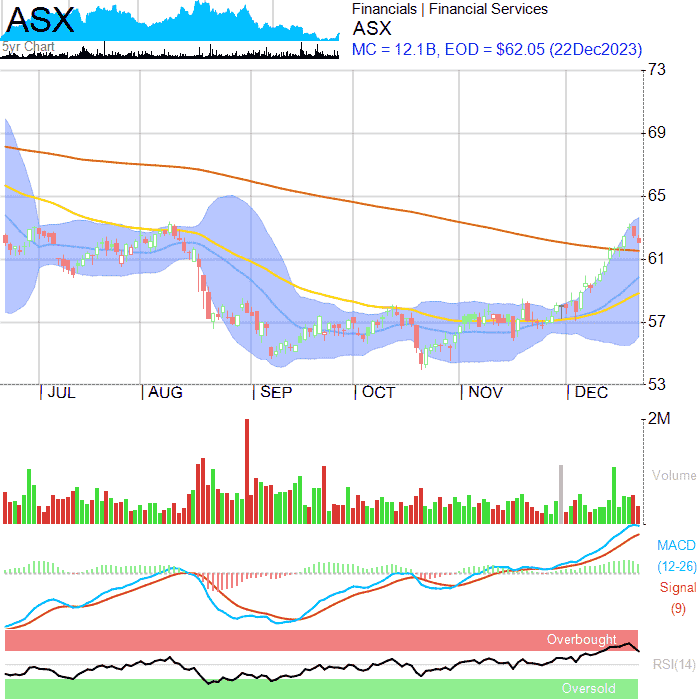 ASX
5yr Chart
Financials | Financial Services
ASX
MC = 12.1B, EOD = $62.05 (22Dec2023)
73
69
65
61
57
53
| JUL | AUG | SEP | OCT | NOV | DEC
2M
Volume
MACD
(12-26)
Signal
(9)
Overbought
RSI(14)
Oversold